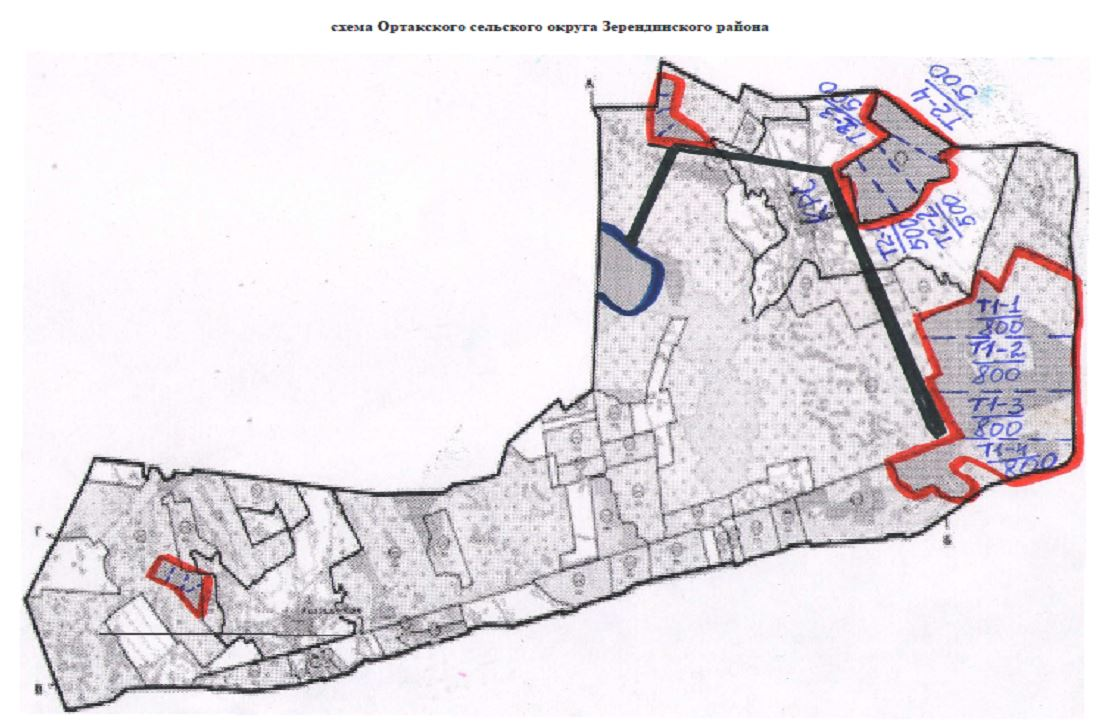 схема Ортакского сельского округа Зерендинского района
А
Т2-3
500
Т2-4
500
КРС
Т2-1
500
Т2-2
500
Т1-1
800
Т1-2
800
Т1-3
800
Т1-4
800
Г
Б
В